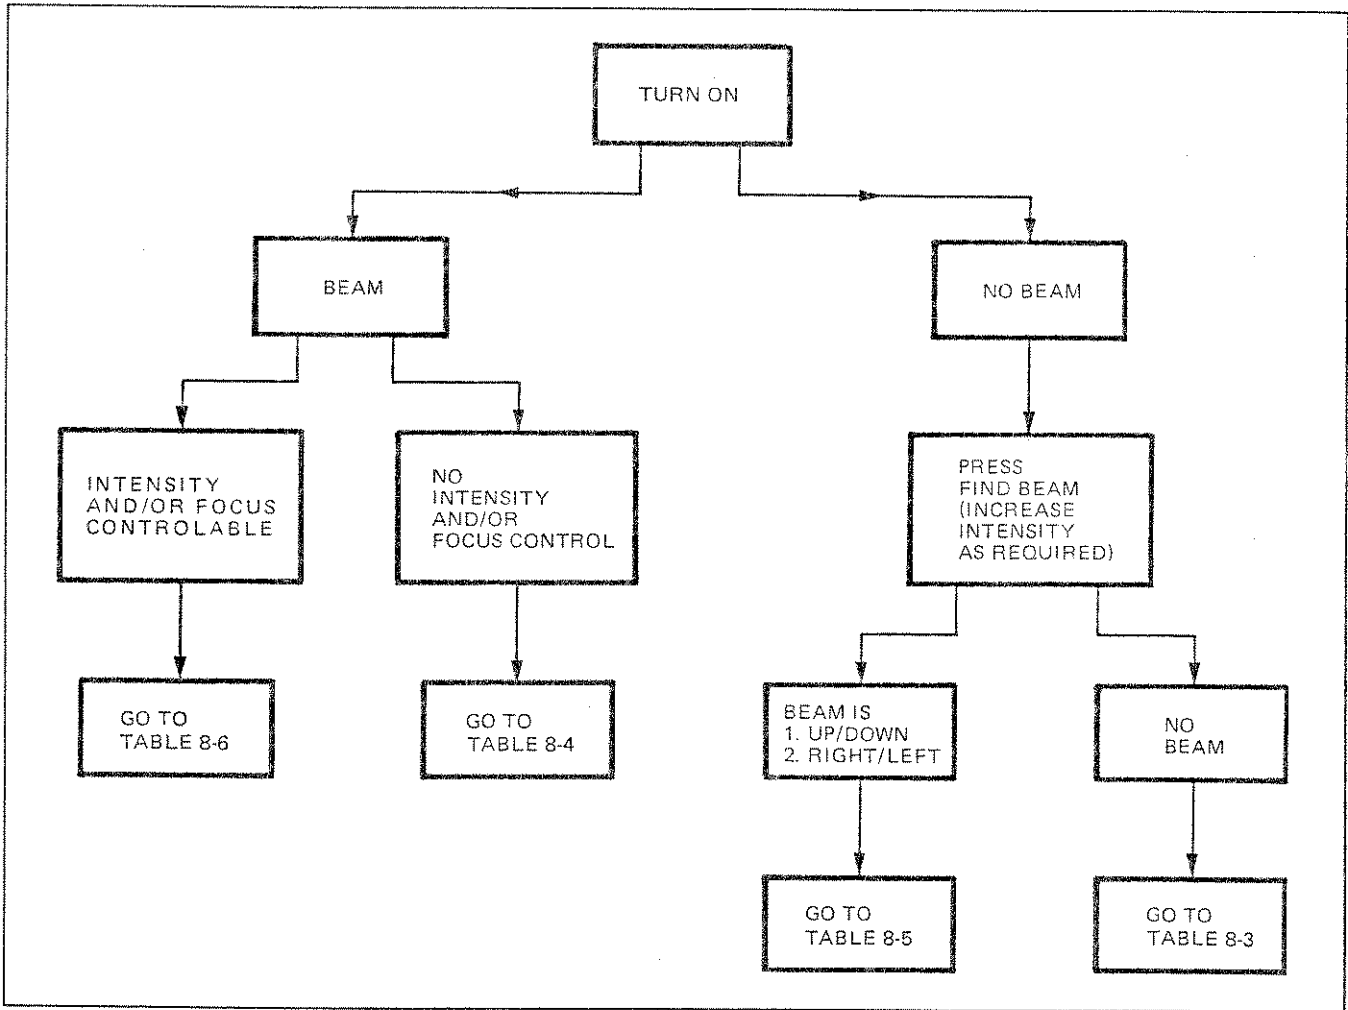 TURN ON
BEAM
NO BEAM
INTENSITY
AND/OR FOCUS
CONTROLABLE
NO
INTENSITY
AND/OR
FOCUS CONTROL
PRESS
FIND BEAM
(INCREASE
INTENSITY
AS REQUIRED)
GO TO
TABLE 8-6
GO TO
TABLE 8-4
BEAM IS
1. UP/DOWN
2. RIGHT/LEFT
NO
BEAM
GO TO
TABLE 8-5
GO TO
TABLE 8-3